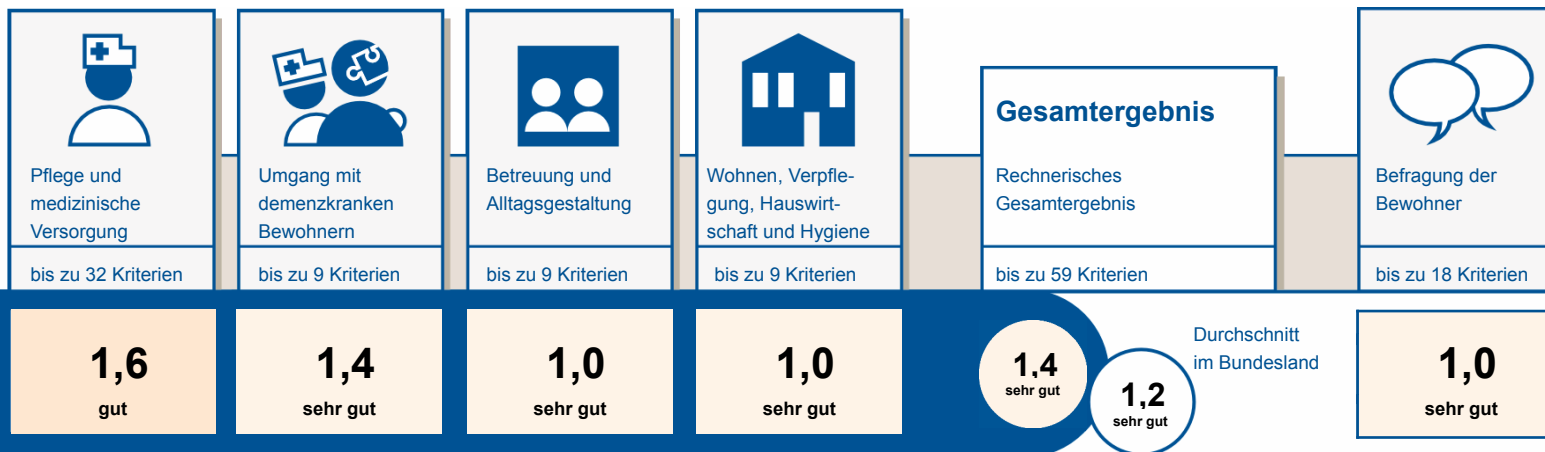 Pflege und
medizinische
Versorgung
bis zu 32 Kriterien
1,6
gut
Umgang mit
demenzkranken
Bewohnern
bis zu 9 Kriterien
1,4
sehr gut
Betreuung und
Alltagsgestaltung
bis zu 9 Kriterien
1,0
sehr gut
Wohnen, Verpfle-
gung, Hauswirt-
schaft und Hygiene
bis zu 9 Kriterien
1,0
sehr gut
Gesamtergebnis
Rechnerisches
Gesamtergebnis
bis zu 59 Kriterien
1,4
sehr gut
1,2
sehr gut
Durchschnitt
im Bundesland
Befragung der
Bewohner
bis zu 18 Kriterien
1,0
sehr gut